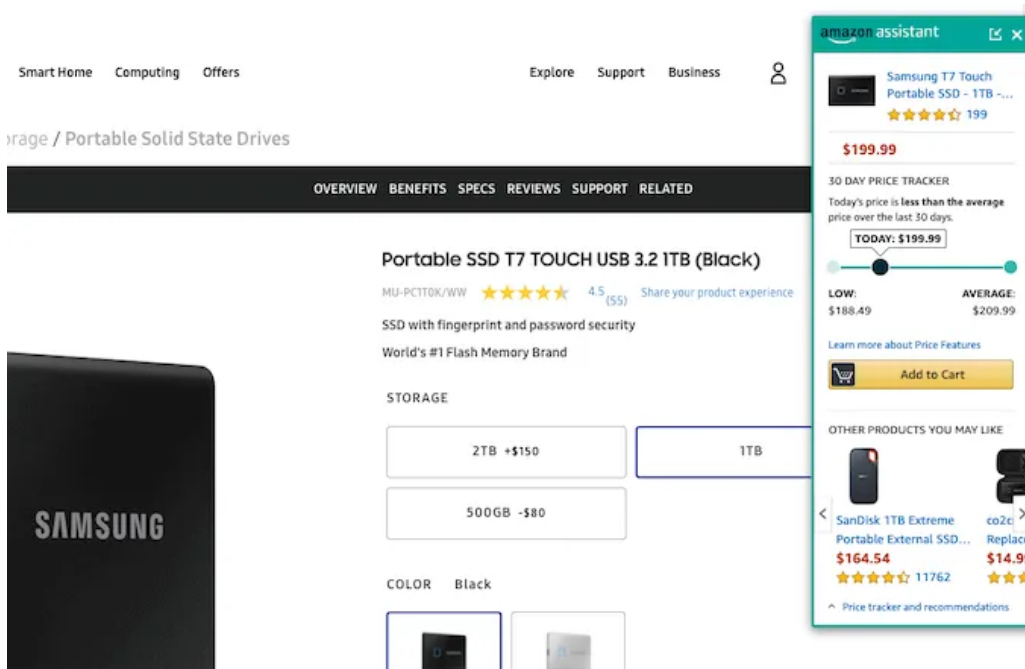 Smart Home Computing Offers
Explore Support Business
/ Portable Solid State Drives
OVERVIEW BENEFITS SPECS REVIEWS SUPPORT RELATED
Portable SSD T7 TOUCH USB 3.2 1TB (Black)
MU-PC1T0K/WW 4.5 (55) Share your product experience
SSD with fingerprint and password security
World's #1 Flash Memory Brand
STORAGE
2TB +$150
1TB
500GB -$80
COLOR Black
SAMSUNG
amazon assistant
Samsung T7 Touch
Portable SSD - 1TB -...
199
$199.99
30 DAY PRICE TRACKER
Today's price is less than the average
price over the last 30 days.
TODAY: $199.99
LOW: AVERAGE:
$188.49 $209.99
Learn more about Price Features
Add to Cart
OTHER PRODUCTS YOU MAY LIKE
SanDisk 1TB Extreme
Portable External SSD...
$164.54
11762
Price tracker and recommendations